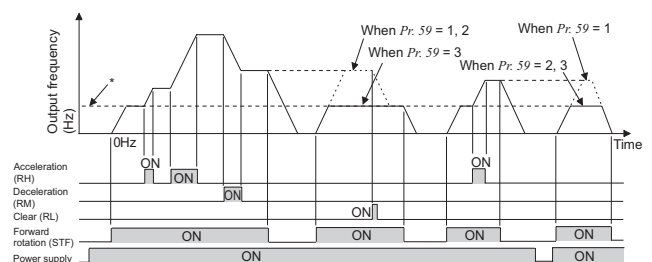 When Pr. 59 = 1, 2
When Pr. 59 = 1
When Pr. 59 = 3
When Pr. 59 = 2, 3
*
Output frequency
(Hz)
0Hz
Time
Acceleration
(RH)
ON
ON
ON
Deceleration
(RM)
ON
Clear (RL)
ON
Forward
rotation (STF)
ON
ON
ON
ON
Power supply
ON
ON